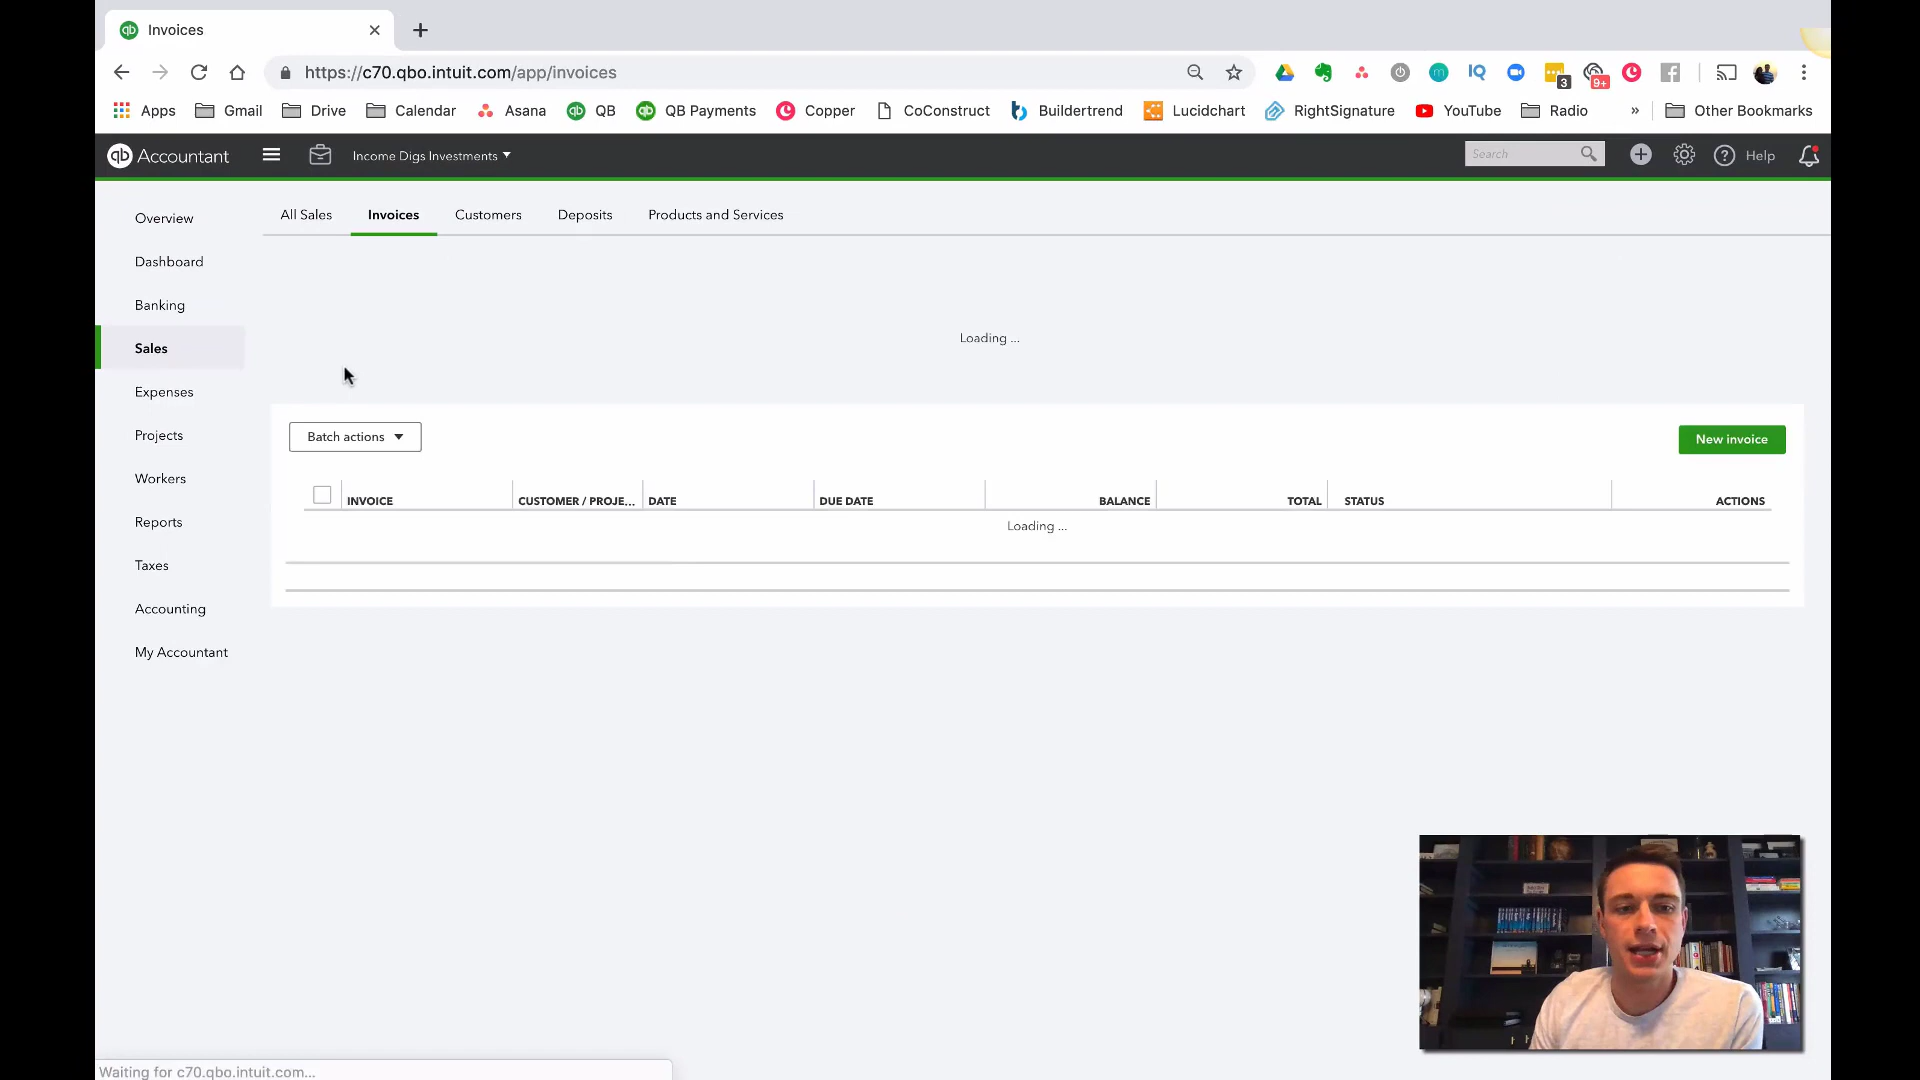 Invoices
https://c70.qbo.intuit.com/app/invoices
3
9+
Apps Gmail Drive Calendar Asana QB QB Payments Copper CoConstruct Buildertrend Lucidchart RightSignature YouTube Radio » Other Bookmarks
qb Accountant Income Digs Investments Search Help
Overview
Dashboard
Banking
Sales
Expenses
Projects
Workers
Reports
Taxes
Accounting
My Accountant
All Sales Invoices Customers Deposits Products and Services
Loading ...
Batch actions New invoice
INVOICE CUSTOMER / PROJE... DATE DUE DATE BALANCE TOTAL STATUS ACTIONS
Loading ...
Waiting for c70.qbo.intuit.com...